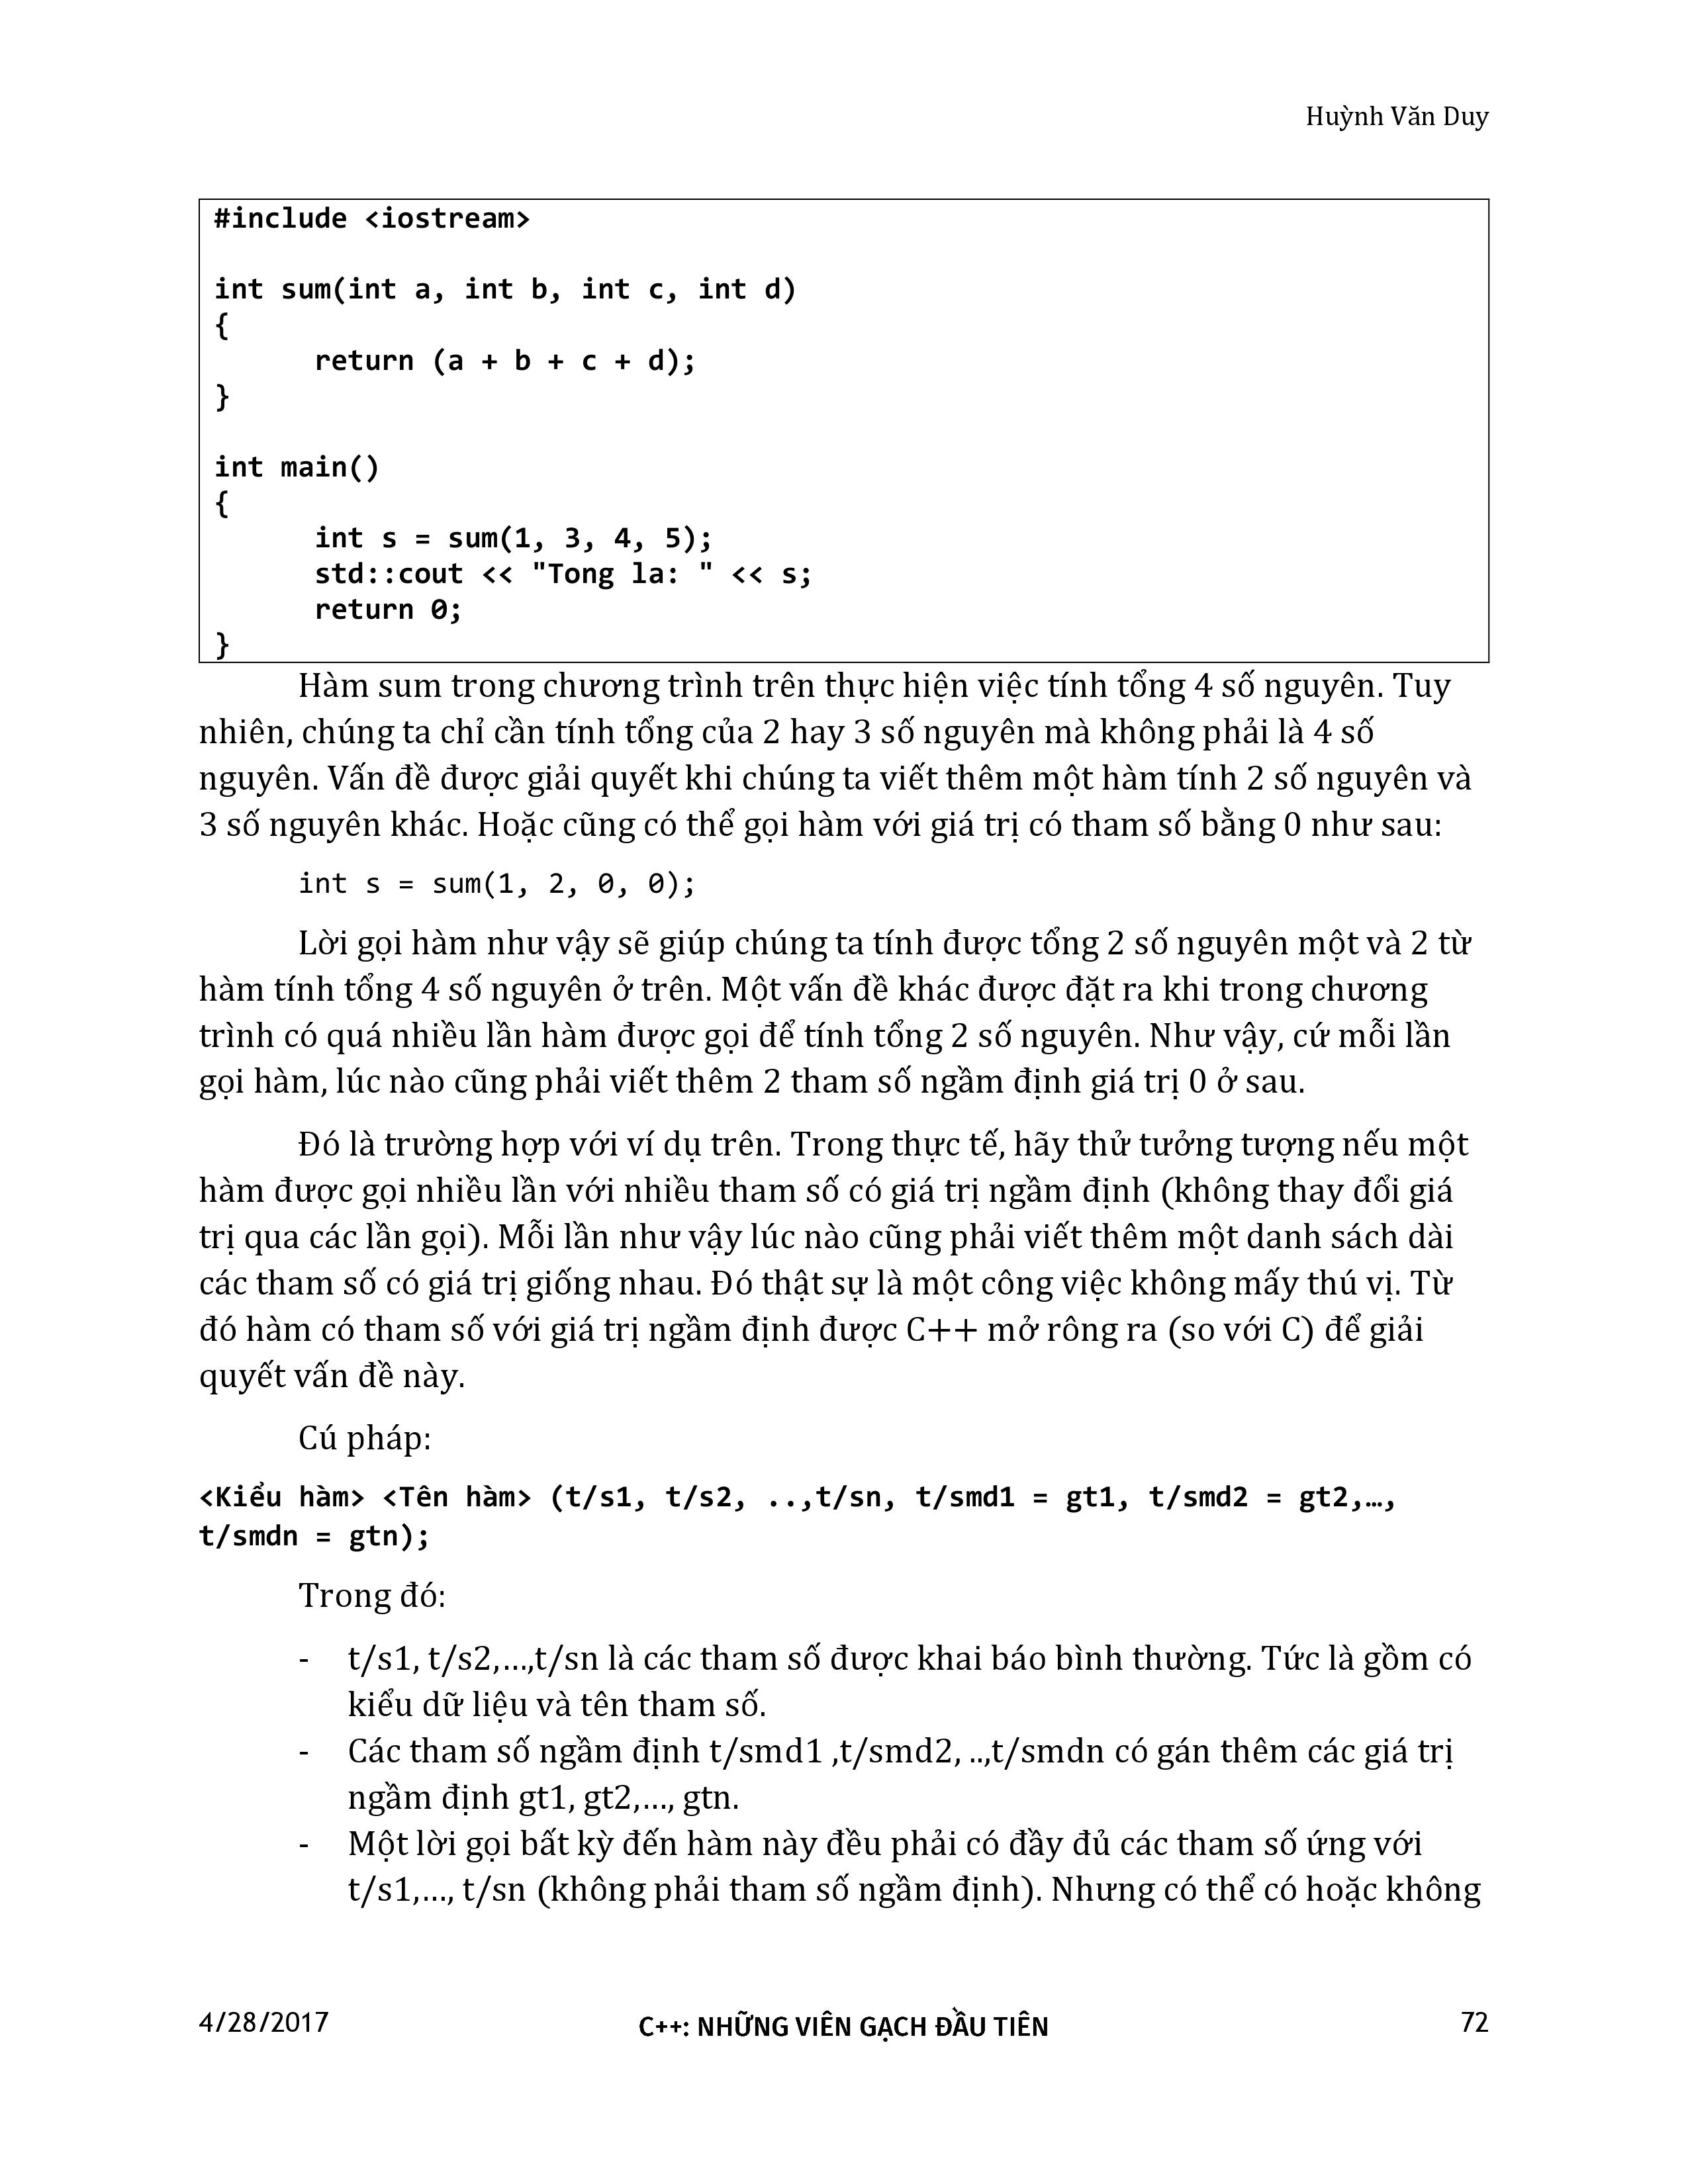 Huỳnh Văn Duy
#include <iostream>
int sum(int a, int b, int c, int d)
{
return (a + b + c + d);
}
int main()
{
int s = sum(1, 3, 4, 5);
std::cout << "Tong la: " << s;
return 0;
}
Hàm sum trong chương trình trên thực hiện việc tính tổng 4 số nguyên. Tuy
nhiên, chúng ta chỉ cần tính tổng của 2 hay 3 số nguyên mà không phải là 4 số
nguyên. Vấn đề được giải quyết khi chúng ta viết thêm một hàm tính 2 số nguyên và
3 số nguyên khác. Hoặc cũng có thể gọi hàm với giá trị có tham số bằng 0 như sau:
int s = sum(1, 2, 0, 0);
Lời gọi hàm như vậy sẽ giúp chúng ta tính được tổng 2 số nguyên một và 2 từ
hàm tính tổng 4 số nguyên ở trên. Một vấn đề khác được đặt ra khi trong chương
trình có quá nhiều lần hàm được gọi để tính tổng 2 số nguyên. Như vậy, cứ mỗi lần
gọi hàm, lúc nào cũng phải viết thêm 2 tham số ngầm định giá trị 0 ở sau.
Đó là trường hợp với ví dụ trên. Trong thực tế, hãy thử tưởng tượng nếu một
hàm được gọi nhiều lần với nhiều tham số có giá trị ngầm định (không thay đổi giá
trị qua các lần gọi). Mỗi lần như vậy lúc nào cũng phải viết thêm một danh sách dài
các tham số có giá trị giống nhau. Đó thật sự là một công việc không mấy thú vị. Từ
đó hàm có tham số với giá trị ngầm định được C++ mở rông ra (so với C) để giải
quyết vấn đề này.
Cú pháp:
<Kiểu hàm> <Tên hàm> (t/s1, t/s2, ..,t/sn, t/smd1 = gt1, t/smd2 = gt2,…,
t/smdn = gtn);
Trong đó:
- t/s1, t/s2,…,t/sn là các tham số được khai báo bình thường. Tức là gồm có
kiểu dữ liệu và tên tham số.
- Các tham số ngầm định t/smd1 ,t/smd2, ..,t/smdn có gán thêm các giá trị
ngầm định gt1, gt2,…, gtn.
- Một lời gọi bất kỳ đến hàm này đều phải có đầy đủ các tham số ứng với
t/s1,…, t/sn (không phải tham số ngầm định). Nhưng có thể có hoặc không
4/28/2017 C++: NHỮNG VIÊN GẠCH ĐẦU TIÊN 72